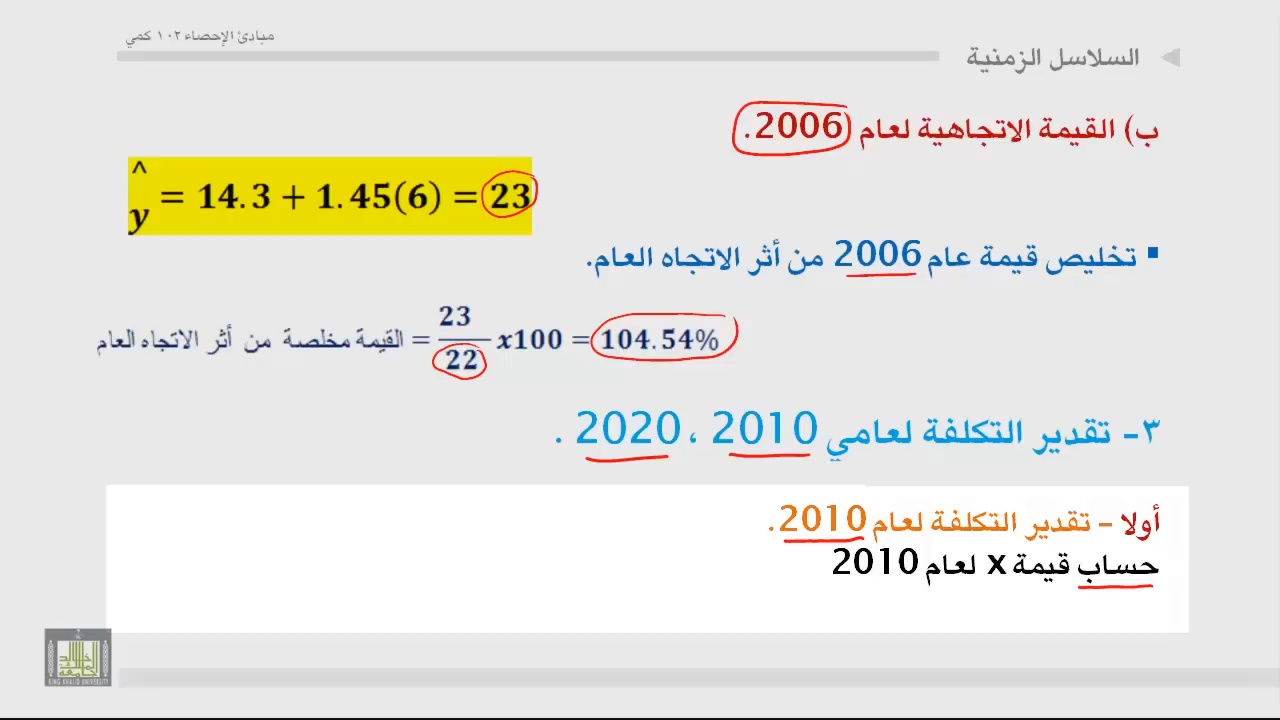 مبادئ الإحصاء ١٠٢ كمي
السلاسل الزمنية
ب) القيمة الاتجاهية لعام 2006.
ŷ = 14.3 + 1.45(6) = 23
▪ تخليص قيمة عام 2006 من أثر الاتجاه العام.
القيمة مخلصة من أثر الاتجاه العام = 23/22 x100 = 104.54%
٣- تقدير التكلفة لعامي 2010 ، 2020 .
أولا – تقدير التكلفة لعام 2010.
حساب قيمة x لعام 2010
KING KHALID UNIVERSITY